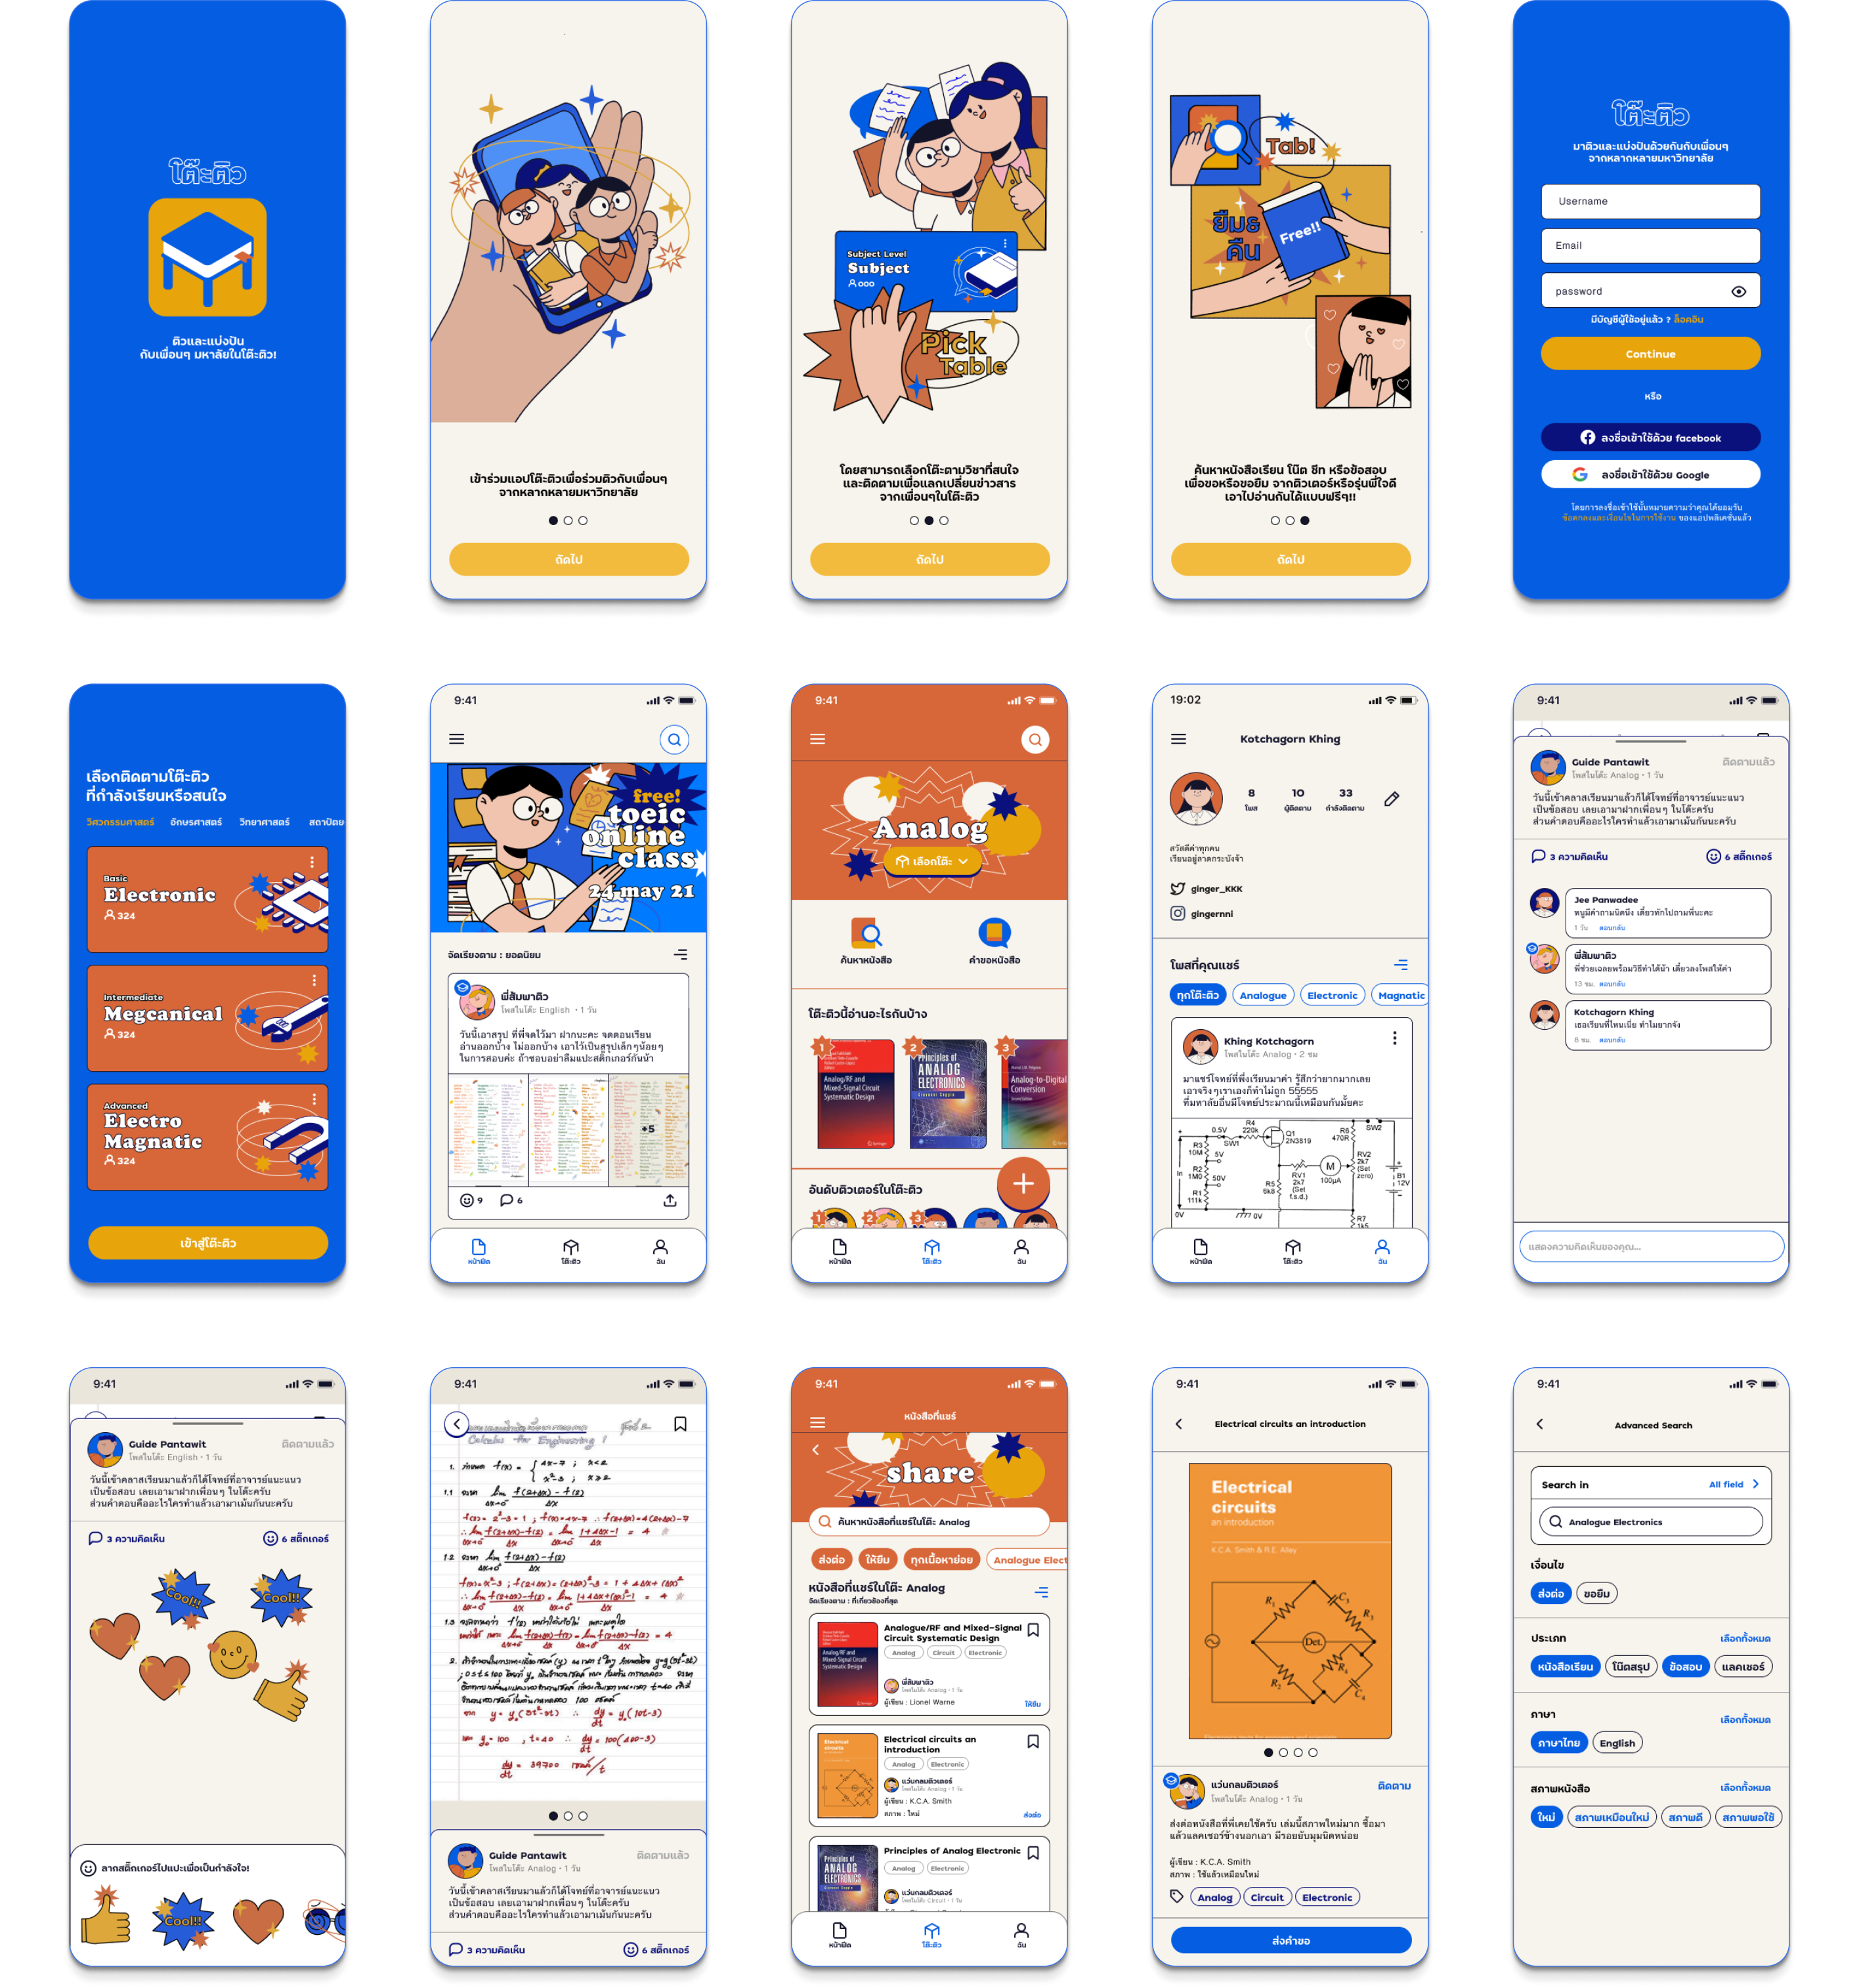 โต๊ะติว
ติวและแบ่งปัน
กับเพื่อนๆ มหาลัยในโต๊ะติว!
เข้าร่วมแอปโต๊ะติวเพื่อร่วมติวกับเพื่อนๆ
จากหลากหลายมหาวิทยาลัย
ถัดไป
Subject Level
Subject
ooo
Pick
Table
โดยสามารถเลือกโต๊ะตามวิชาที่สนใจ
และติดตามเพื่อแลกเปลี่ยนข่าวสาร
จากเพื่อนๆในโต๊ะติว
ถัดไป
Tab!
ยืมธ
คืน
Free!!
ค้นหาหนังสือเรียน โน๊ต ชีท หรือข้อสอบ
เพื่อขอหรือขอยืม จากติวเตอร์หรือรุ่นพี่ใจดี
เอาไปอ่านกันได้แบบฟรีๆ!!
ถัดไป
โต๊ะติว
มาติวและแบ่งปันด้วยกันกับเพื่อนๆ
จากหลากหลายมหาวิทยาลัย
Username
Email
password
มีบัญชีผู้ใช้อยู่แล้ว ? ล็อคอิน
Continue
หรือ
ลงชื่อเข้าใช้ด้วย facebook
ลงชื่อเข้าใช้ด้วย Google
โดยการลงชื่อเข้าใช้นั้นหมายความว่าคุณได้ยอมรับ
ข้อตกลงและเงื่อนไขในการใช้งาน ของแอปพลิเคชั่นแล้ว
เลือกติดตามโต๊ะติว
ที่กำลังเรียนหรือสนใจ
วิศวกรรมศาสตร์ อักษรศาสตร์ วิทยาศาสตร์ สถาปัตย
Basic
Electronic
324
Intermediate
Megcanical
324
Advanced
Electro
Magnatic
324
เข้าสู่โต๊ะติว
9:41
free!
toeic
online
class
24 may 21
จัดเรียงตาม : ยอดนิยม
พี่ส้มพาติว
โพสในโต๊ะ English • 1 วัน
วันนี้เอาสรุป ที่พี่จดไว้มา ฝากนะคะ จดตอนเรียน
อ่านออกบ้าง ไม่ออกบ้าง เอาไว้เป็นสรุปเล็กๆน้อยๆ
ในการสอบค่ะ ถ้าชอบอย่าลืมแปะสติ๊กเกอร์กันน้า
+5
9 6
หน้าฟีด โต๊ะติว ฉัน
9:41
Analog
เลือกโต๊ะ
ค้นหาหนังสือ คำขอหนังสือ
โต๊ะติวนี้อ่านอะไรกันบ้าง
1 2 3
Analog/RF and
Mixed-Signal Circuit
Systematic Design
Springer
Principles of
ANALOG
ELECTRONICS
Analog-to-Digital
Conversion
อันดับติวเตอร์ในโต๊ะติว
1 2 3
หน้าฟีด โต๊ะติว ฉัน
19:02
Kotchagorn Khing
8 10 33
โพส ผู้ติดตาม กำลังติดตาม
สวัสดีค่าทุกคน
เรียนอยู่ลาดกระบังจ้า
ginger_KKK
gingernni
โพสที่คุณแชร์
ทุกโต๊ะติว Analogue Electronic Magnatic
Khing Kotchagorn
โพสในโต๊ะ Analog • 2 ชม
มาแชร์โจทย์ที่พึ่งเรียนมาค่ำ รู้สึกว่ายากมากเลย
เอาจริงๆเราเองก็ทำไม่ถูก 55555
ที่มหาลัยอื่นมีโจทย์ประมาณนี้เหมือนกันมั้ยคะ
R4
220k
0.5V
SW1
Q1
2N3819
R6
470R
SW2
R3
10M
5V
R2
1M0
50V
R1
111k
In
0V
R5
6k8
RV1
2k7
(Set
f.s.d.)
M
100µA
RV2
2k7
(Set
zero)
B1
12V
R7
1k5
0V
หน้าฟีด โต๊ะติว ฉัน
9:41
Guide Pantawit ติดตามแล้ว
โพสในโต๊ะ Analog • 1 วัน
วันนี้เข้าคลาสเรียนมาแล้วก็ได้โจทย์ที่อาจารย์แนะแนว
เป็นข้อสอบ เลยเอามาฝากเพื่อนๆ ในโต๊ะครับ
ส่วนคำตอบคืออะไรใครทำแล้วเอามาเม้นกันนะครับ
3 ความคิดเห็น 6 สติ๊กเกอร์
Jee Panwadee
หนูมีคำถามนิดนึง เดี๋ยวทักไปถามพี่นะคะ
1 วัน ตอบกลับ
พี่ส้มพาติว
พี่ช่วยเฉลยพร้อมวิธีทำได้น้า เดี๋ยวลงโพสให้ค่า
13 ชม. ตอบกลับ
Kotchagorn Khing
เธอเรียนที่ไหนเนี่ย ทำไมยากจัง
8 ชม. ตอบกลับ
แสดงความคิดเห็นของคุณ...
9:41
Guide Pantawit ติดตามแล้ว
โพสในโต๊ะ English • 1 วัน
วันนี้เข้าคลาสเรียนมาแล้วก็ได้โจทย์ที่อาจารย์แนะแนว
เป็นข้อสอบ เลยเอามาฝากเพื่อนๆ ในโต๊ะครับ
ส่วนคำตอบคืออะไรใครทำแล้วเอามาเม้นกันนะครับ
3 ความคิดเห็น 6 สติ๊กเกอร์
Cool!! Cool!!
ลากสติ๊กเกอร์ไปแปะเพื่อเป็นกำลังใจ!
Cool!!
9:41
Calculus for Engineering 1
Guide Pantawit ติดตามแล้ว
โพสในโต๊ะ Analog • 1 วัน
วันนี้เข้าคลาสเรียนมาแล้วก็ได้โจทย์ที่อาจารย์แนะแนว
เป็นข้อสอบ เลยเอามาฝากเพื่อนๆ ในโต๊ะครับ
ส่วนคำตอบคืออะไรใครทำแล้วเอามาเม้นกันนะครับ
3 ความคิดเห็น 6 สติ๊กเกอร์
9:41
หนังสือที่แชร์
share
ค้นหาหนังสือที่แชร์ในโต๊ะ Analog
ส่งต่อ ให้ยืม ทุกเนื้อหาย่อย Analogue Elect
หนังสือที่แชร์ในโต๊ะ Analog
จัดเรียงตาม : ที่เกี่ยวข้องที่สุด
Analogue/RF and Mixed-Signal
Circuit Systematic Design
Analog Circuit Electronic
พี่ส้มพาติว
โพสในโต๊ะ Analog • 1 วัน
ผู้เขียน : Lionel Warne
ให้ยืม
Electrical circuits an
introduction
Analog Electronic
แว่นกลมติวเตอร์
โพสในโต๊ะ Analog • 1 วัน
ผู้เขียน : K.C.A. Smith
สภาพ : ใหม่
ส่งต่อ
Principles of Analog Electronic
Analog Electronic
แว่นกลมติวเตอร์
โพสในโต๊ะ Circuit • 1 วัน
หน้าฟีด โต๊ะติว ฉัน
9:41
Electrical circuits an introduction
Electrical
circuits
an introduction
K.C.A. Smith & R.E. Alley
R1 C3 R3
Det.
R2 R4 C4
แว่นกลมติวเตอร์ ติดตาม
โพสในโต๊ะ Analog • 1 วัน
ส่งต่อหนังสือที่พี่เคยใช้ครับ เล่มนี้สภาพใหม่มาก ซื้อมา
แล้วแลคเชอร์ข้างนอกเอา มีรอยยับมุมนิดหน่อย
ผู้เขียน : K.C.A. Smith
สภาพ : ใช้แล้วเหมือนใหม่
Analog Circuit Electronic
ส่งคำขอ
9:41
Advanced Search
Search in All field
Analogue Electronics
เงื่อนไข
ส่งต่อ ขอยืม
ประเภท เลือกทั้งหมด
หนังสือเรียน โน๊ตสรุป ข้อสอบ แลคเชอร์
ภาษา เลือกทั้งหมด
ภาษาไทย English
สภาพหนังสือ เลือกทั้งหมด
ใหม่ สภาพเหมือนใหม่ สภาพดี สภาพพอใช้